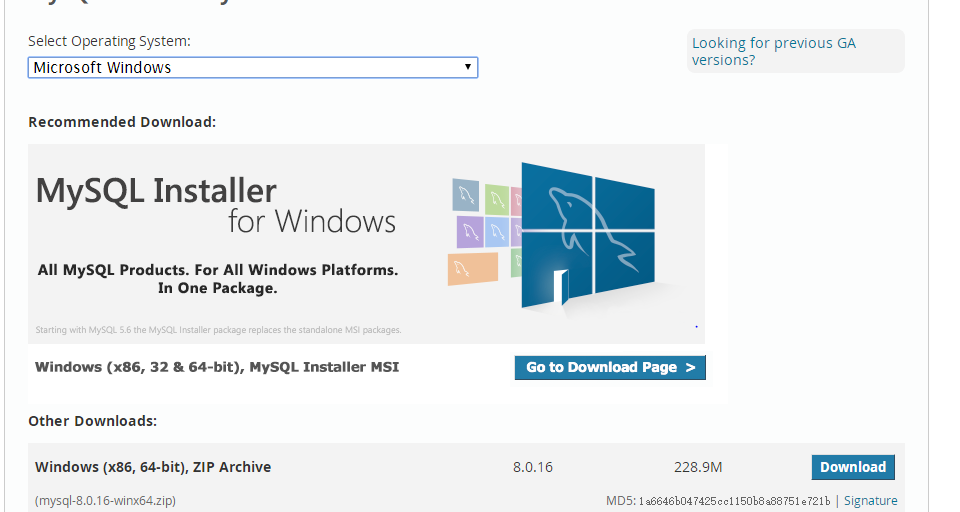 Select Operating System:
Looking for previous GA
versions?
Microsoft Windows
Recommended Download:
MySQL Installer
for Windows
All MySQL Products. For All Windows Platforms.
In One Package.
Starting with MySQL 5.6 the MySQL Installer package replaces the standalone MSI packages.
Windows (x86, 32 & 64-bit), MySQL Installer MSI
Go to Download Page >
Other Downloads:
Windows (x86, 64-bit), ZIP Archive 8.0.16 228.9M Download
(mysql-8.0.16-winx64.zip) MD5: 1a6646b047425cc1150b8a88751e721b | Signature